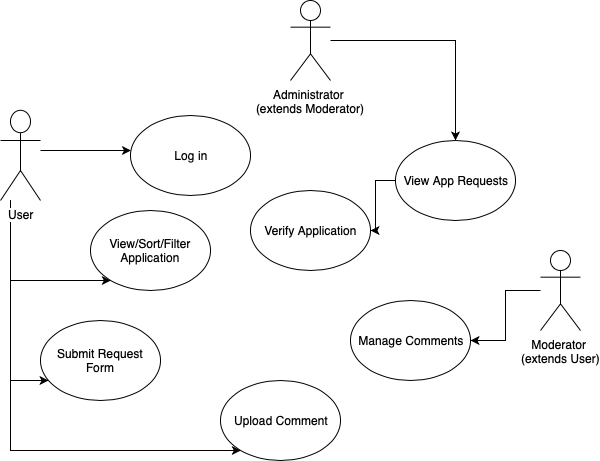 Administrator
(extends Moderator)
Log in
View App Requests
User
Verify Application
View/Sort/Filter
Application
Manage Comments
Moderator
(extends User)
Submit Request
Form
Upload Comment